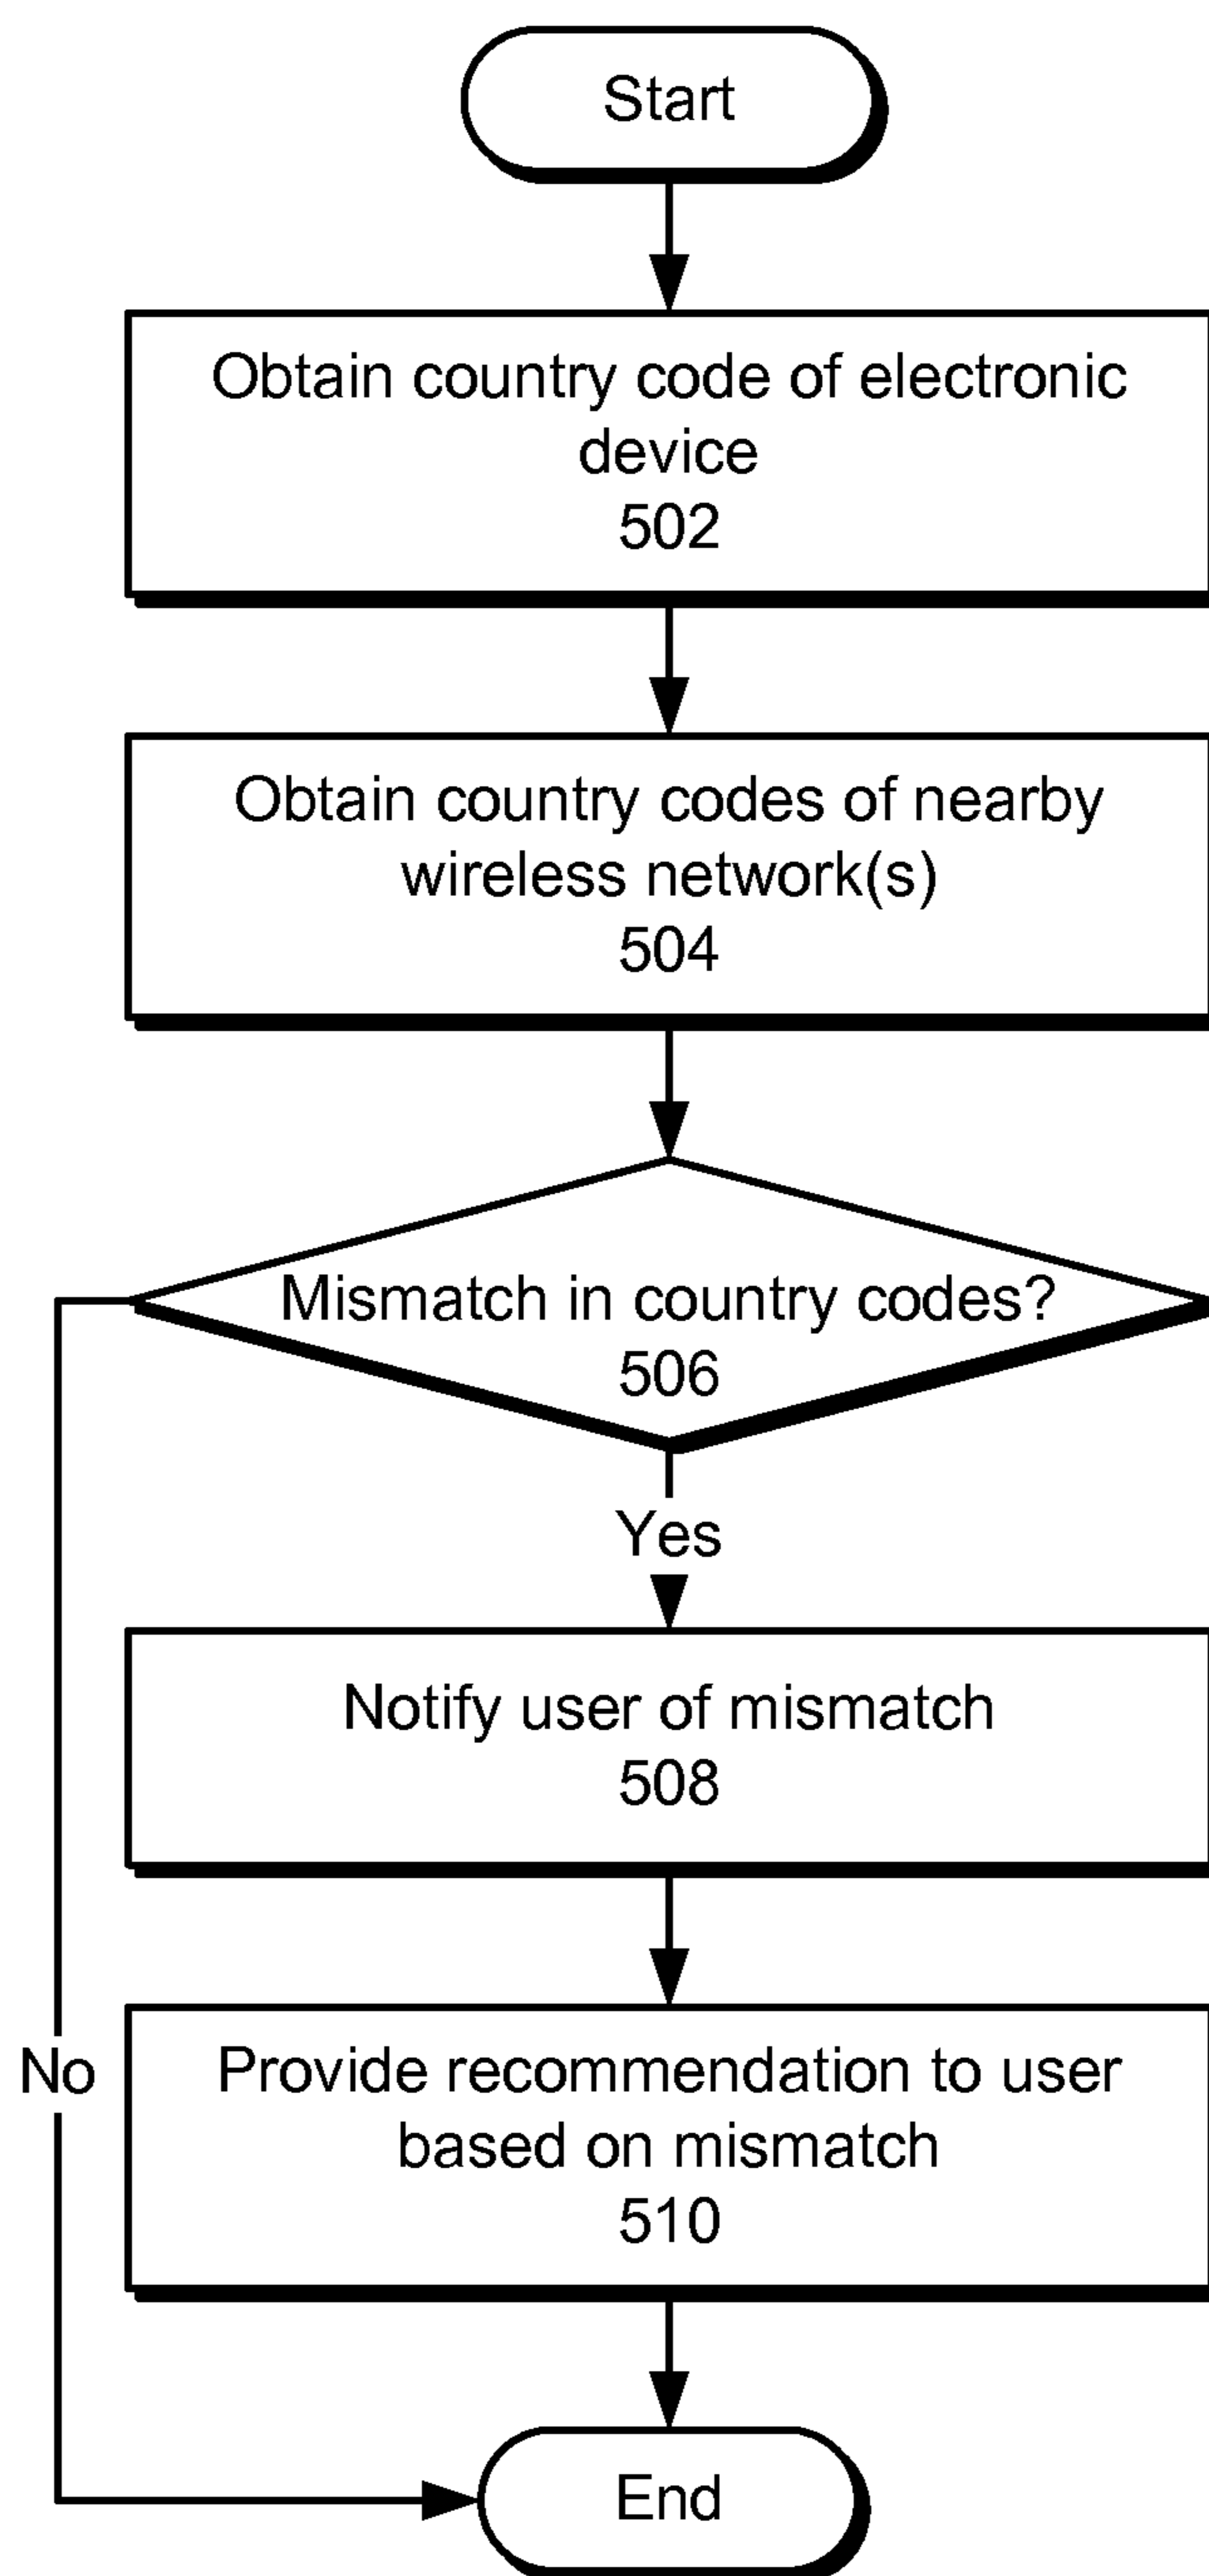 Start
Obtain country code of electronic
device
502
Obtain country codes of nearby
wireless network(s)
504
Mismatch in country codes?
506
Yes
Notify user of mismatch
508
No
Provide recommendation to user
based on mismatch
510
End